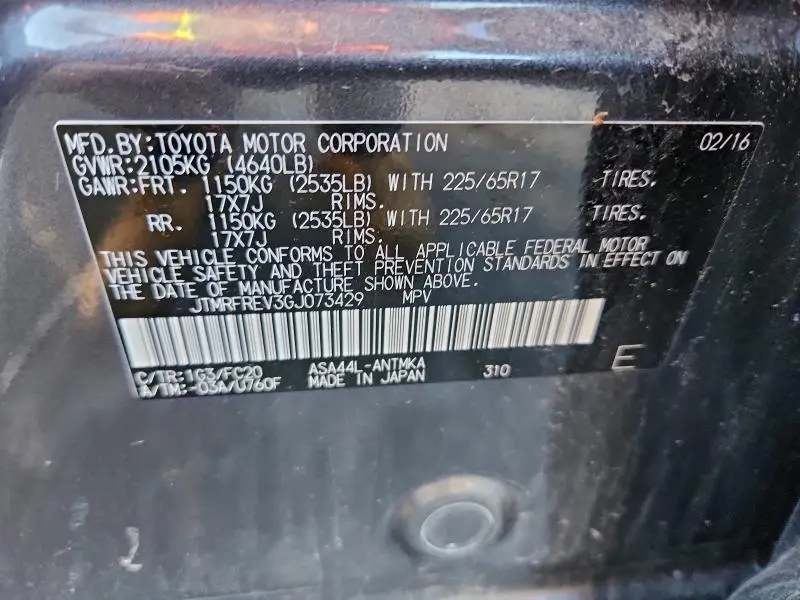 MFD.BY:TOYOTA MOTOR CORPORATION 02/16
GVWR:2105KG (4640LB)
GAWR:FRT. 1150KG (2535LB) WITH 225/65R17 TIRES.
17X7J RIMS.
RR. 1150KG (2535LB) WITH 225/65R17 TIRES.
17X7J RIMS.
THIS VEHICLE CONFORMS TO ALL APPLICABLE FEDERAL MOTOR
VEHICLE SAFETY AND THEFT PREVENTION STANDARDS IN EFFECT ON
THE DATE OF MANUFACTURE SHOWN ABOVE.
JTMRFREV3GJ073429 MPV
C/TR:1G3/FC20 ASA44L-ANTMKA 310 E
A/TM:-03A/U760F MADE IN JAPAN